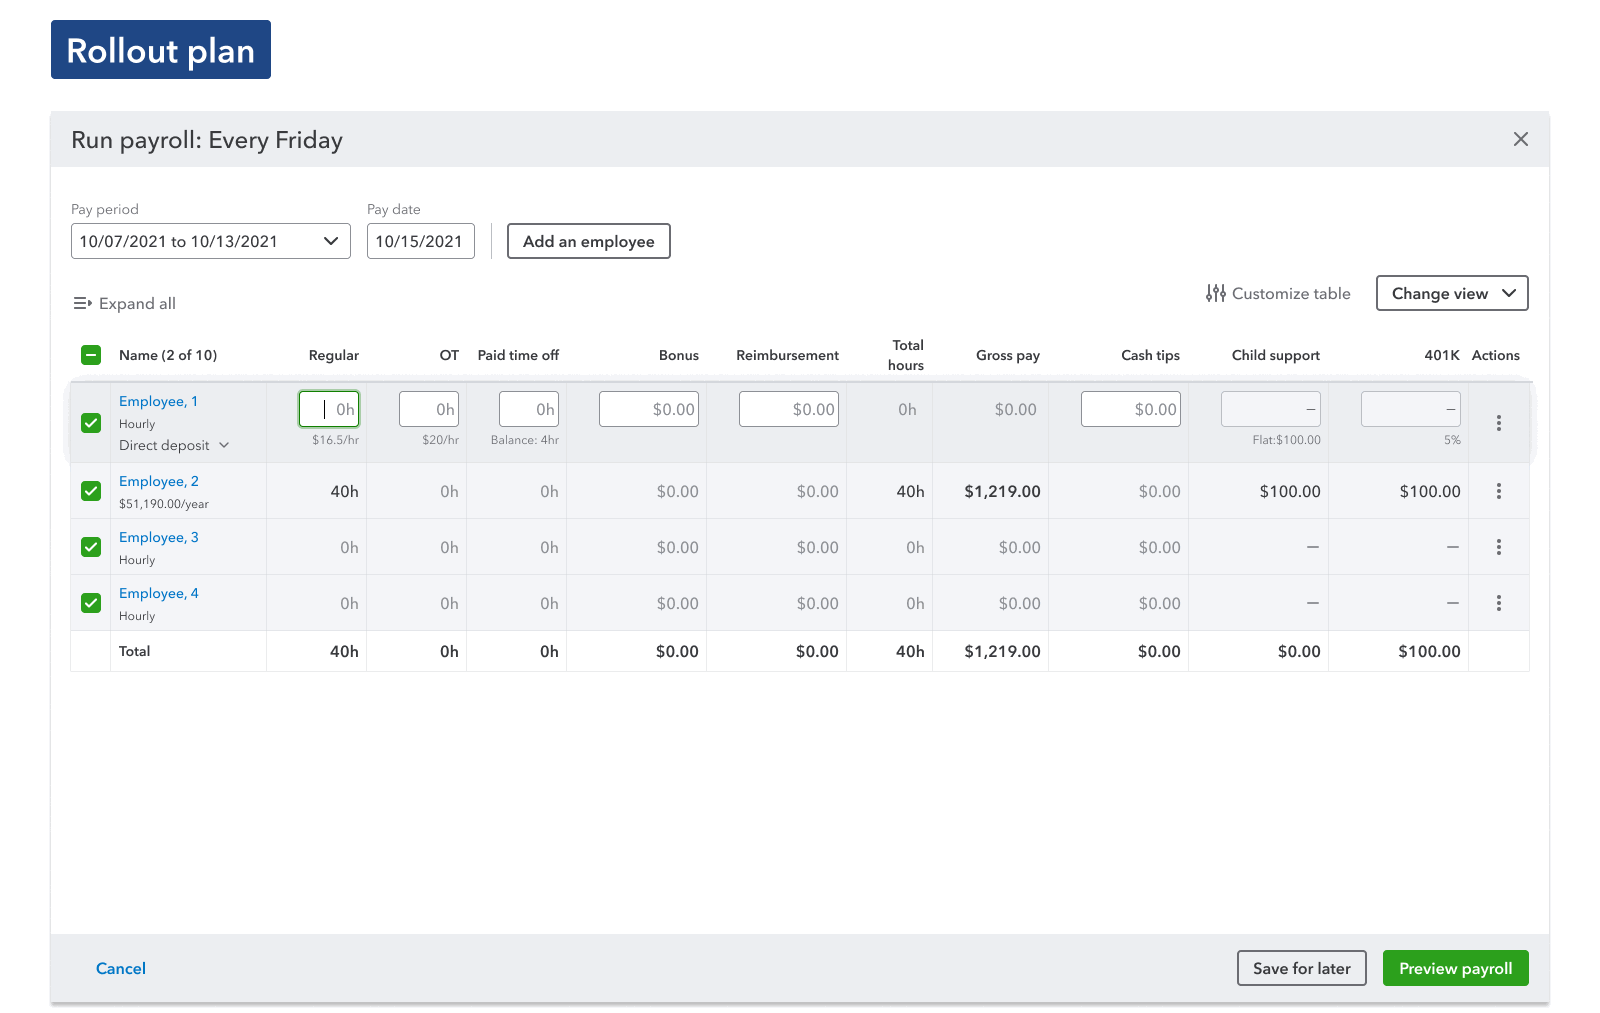 Rollout plan
Run payroll: Every Friday
Pay period
Pay date
10/07/2021 to 10/13/2021
10/15/2021
Add an employee
Expand all
Customize table
Change view
Name (2 of 10) Regular OT Paid time off Bonus Reimbursement Total hours Gross pay Cash tips Child support 401K Actions
Employee, 1
Hourly
Direct deposit
0h 0h 0h $0.00 $0.00 0h $0.00 $0.00 – –
$16.5/hr $20/hr Balance: 4hr Flat:$100.00 5%
Employee, 2
$51,190.00/year
40h 0h 0h $0.00 $0.00 40h $1,219.00 $0.00 $100.00 $100.00
Employee, 3
Hourly
0h 0h 0h $0.00 $0.00 0h $0.00 $0.00 – –
Employee, 4
Hourly
0h 0h 0h $0.00 $0.00 0h $0.00 $0.00 – –
Total 40h 0h 0h $0.00 $0.00 40h $1,219.00 $0.00 $0.00 $100.00
Cancel
Save for later
Preview payroll